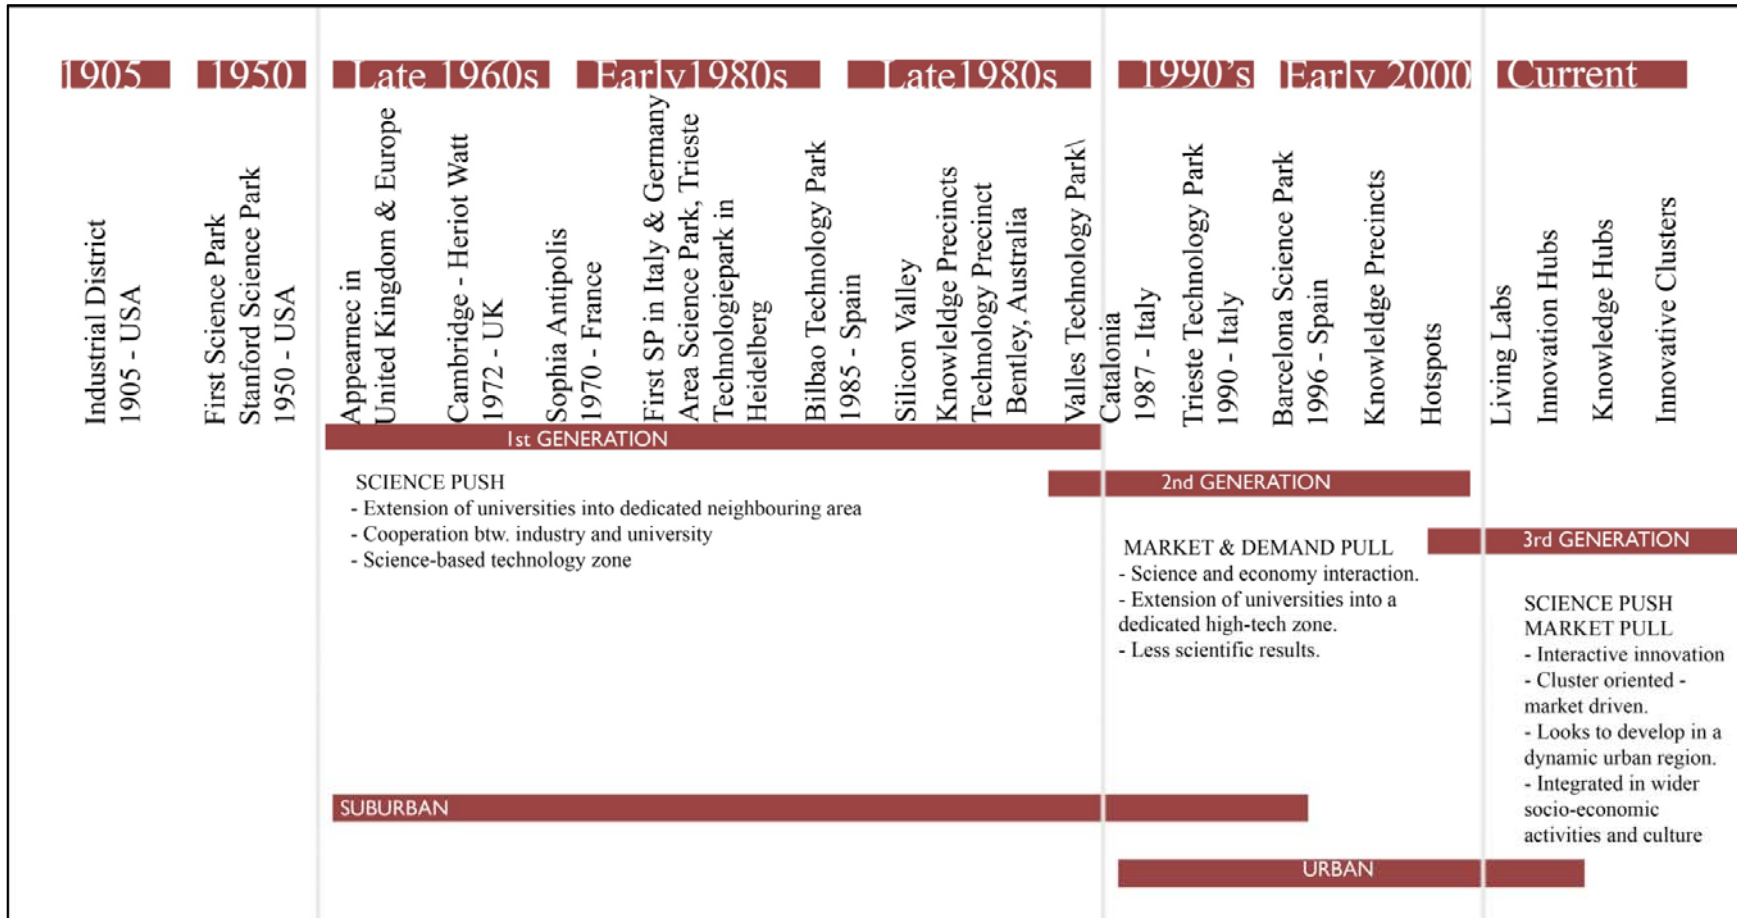 1905
1950
Late 1960s
Early1980s
Late1980s
1990's
Early 2000
Current
Industrial District
1905 - USA
First Science Park
Stanford Science Park
1950 - USA
Appearnec in
United Kingdom & Europe
Cambridge - Heriot Watt
1972 - UK
Sophia Antipolis
1970 - France
First SP in Italy & Germany
Area Science Park, Trieste
Technologiepark in
Heidelberg
Bilbao Technology Park
1985 - Spain
Silicon Valley
Knoweldge Precincts
Technology Precinct
Bentley, Australia
Valles Technology Park\
Catalonia
1987 - Italy
Trieste Technology Park
1990 - Italy
Barcelona Science Park
1996 - Spain
Knoweldge Precincts
Hotspots
Living Labs
Innovation Hubs
Knowledge Hubs
Innovative Clusters
1st GENERATION
SCIENCE PUSH
- Extension of universities into dedicated neighbouring area
- Cooperation btw. industry and university
- Science-based technology zone
2nd GENERATION
MARKET & DEMAND PULL
- Science and economy interaction.
- Extension of universities into a
dedicated high-tech zone.
- Less scientific results.
3rd GENERATION
SCIENCE PUSH
MARKET PULL
- Interactive innovation
- Cluster oriented -
market driven.
- Looks to develop in a
dynamic urban region.
- Integrated in wider
socio-economic
activities and culture
SUBURBAN
URBAN